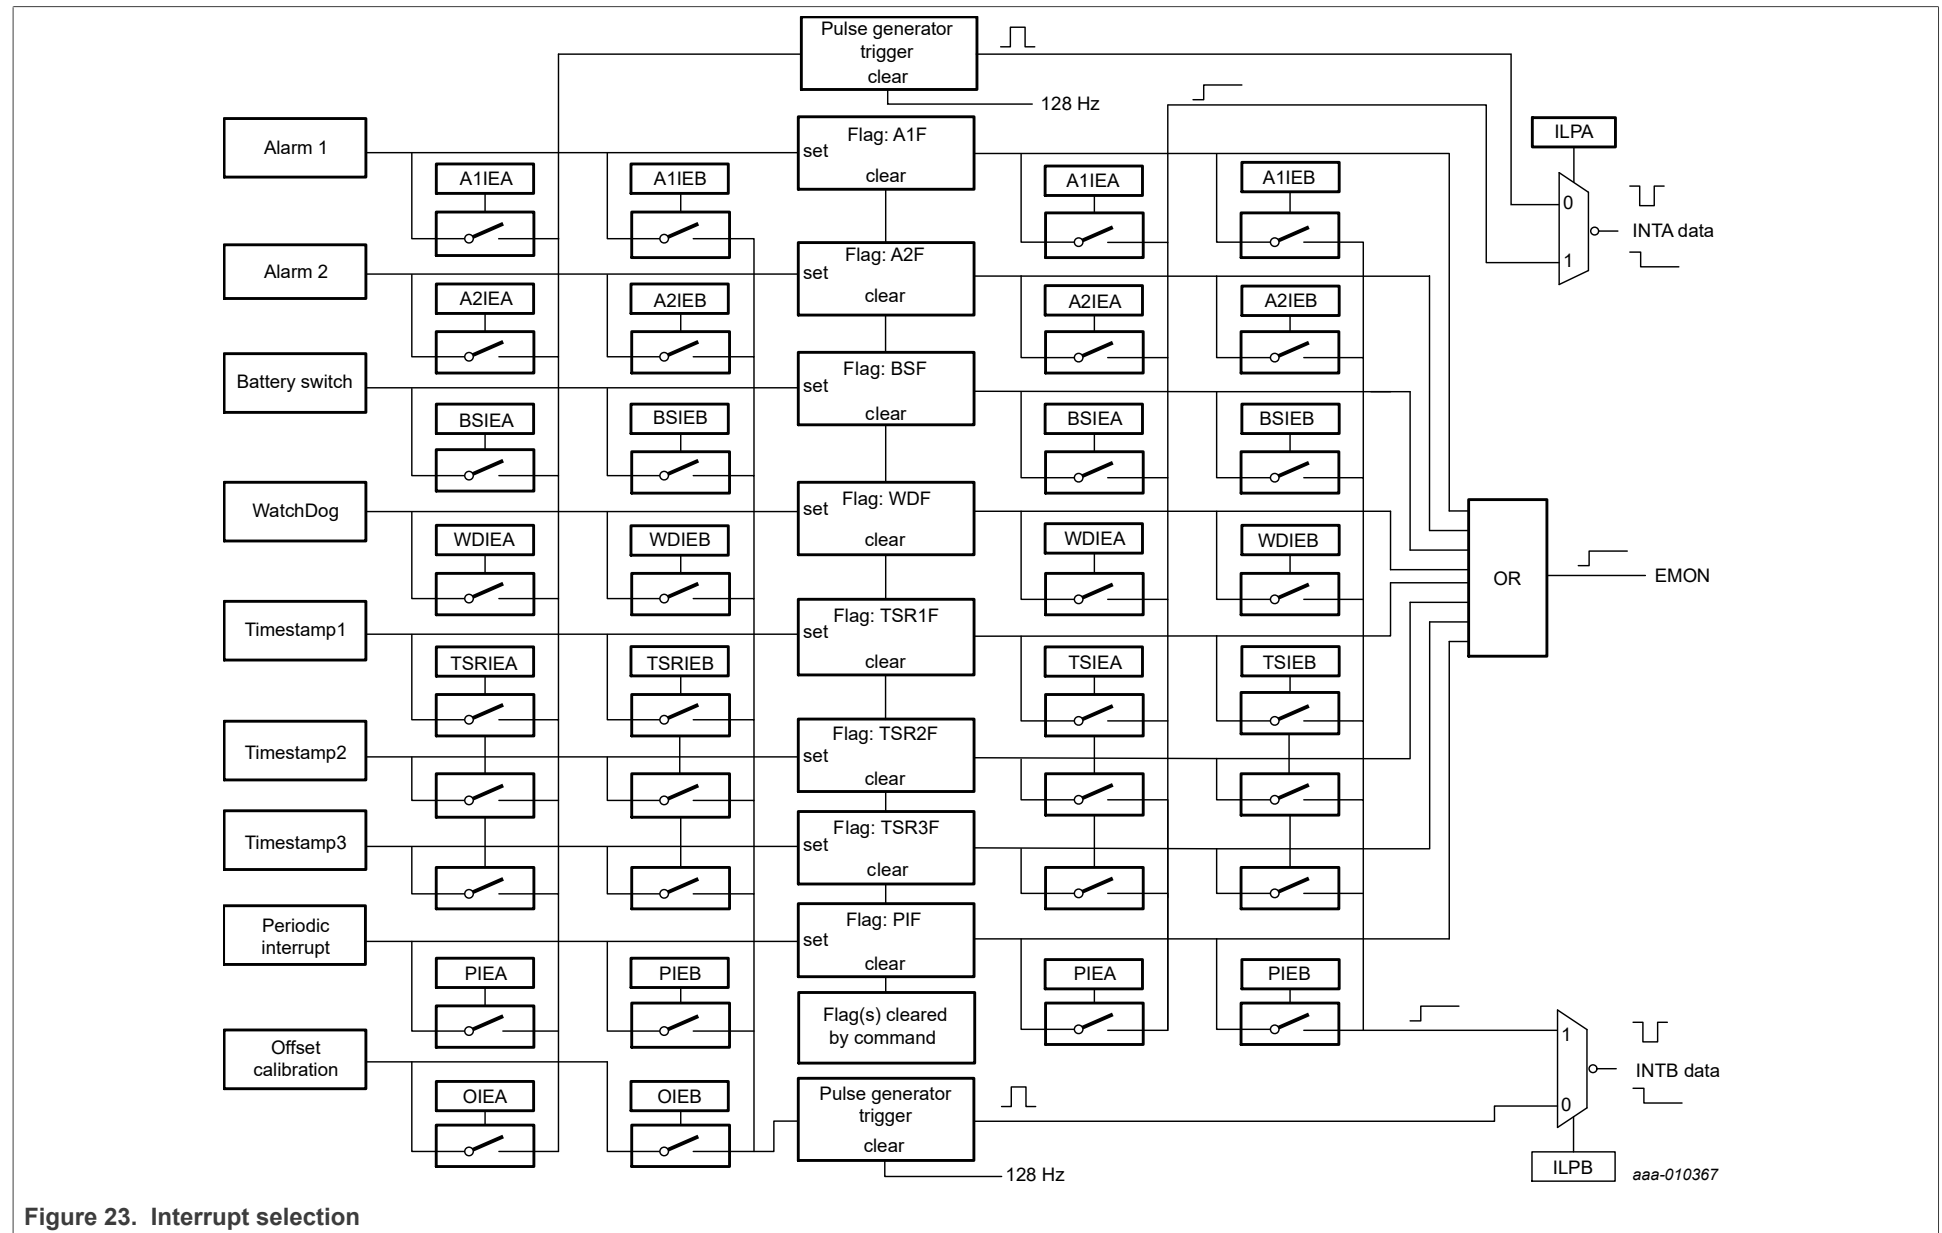 Pulse generator
trigger
clear
128 Hz
Alarm 1
set
Flag: A1F
clear
A1IEA
A1IEB
A1IEA
A1IEB
ILPA
0
1
INTA data
Alarm 2
set
Flag: A2F
clear
A2IEA
A2IEB
A2IEA
A2IEB
Battery switch
set
Flag: BSF
clear
BSIEA
BSIEB
BSIEA
BSIEB
WatchDog
set
Flag: WDF
clear
WDIEA
WDIEB
WDIEA
WDIEB
OR
EMON
Timestamp1
set
Flag: TSR1F
clear
TSRIEA
TSRIEB
TSIEA
TSIEB
Timestamp2
set
Flag: TSR2F
clear
Timestamp3
set
Flag: TSR3F
clear
Periodic
interrupt
set
Flag: PIF
clear
PIEA
PIEB
PIEA
PIEB
Flag(s) cleared
by command
Offset
calibration
OIEA
OIEB
Pulse generator
trigger
clear
128 Hz
1
0
INTB data
ILPB
aaa-010367
Figure 23. Interrupt selection